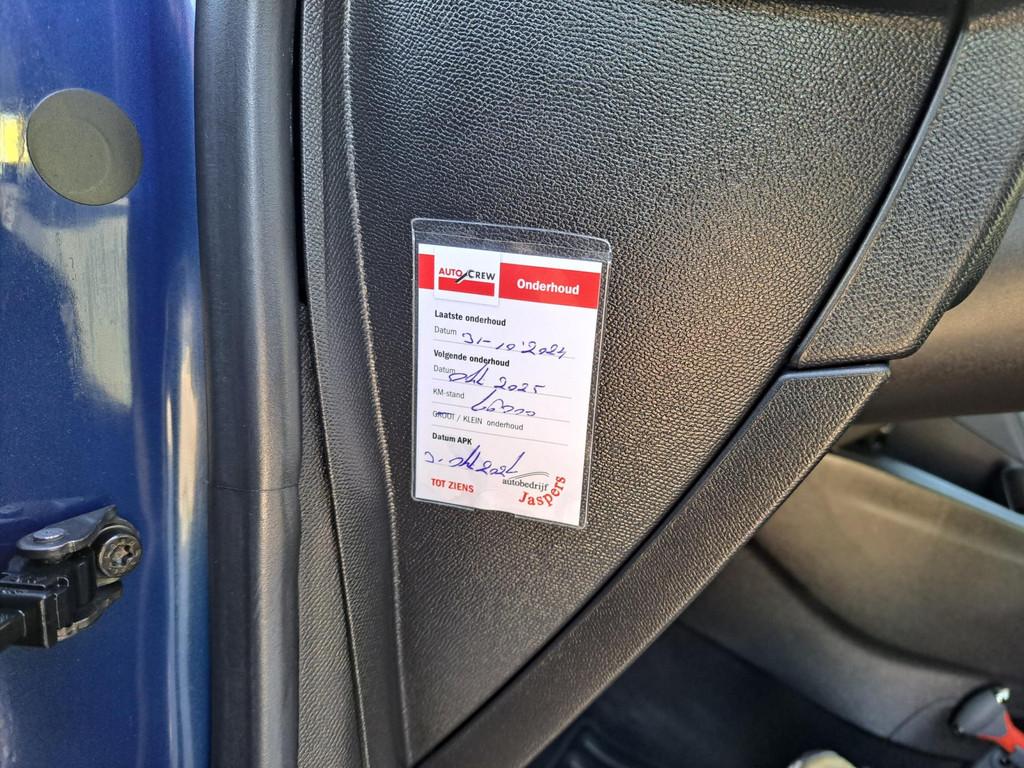 AUTO CREW
Onderhoud
Laatste onderhoud
Datum 31-10-2024
Volgende onderhoud
Datum okt 2025
KM-stand
GROOT / KLEIN onderhoud
Datum APK
TOT ZIENS
autobedrijf
Jaspers